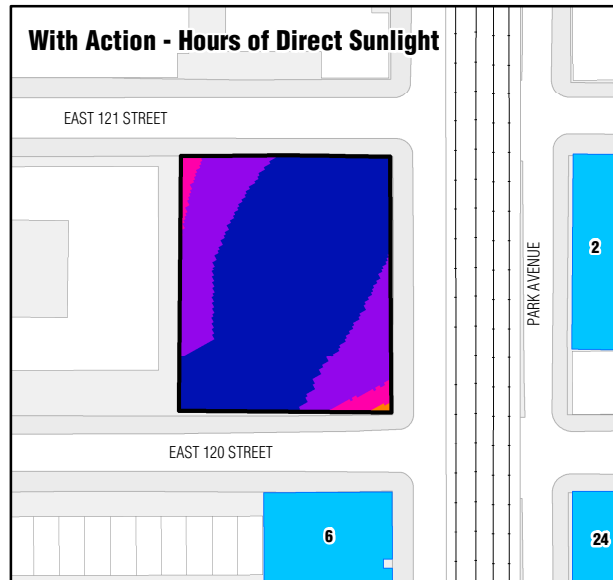 With Action - Hours of Direct Sunlight
EAST 121 STREET
PARK AVENUE
2
EAST 120 STREET
6
24